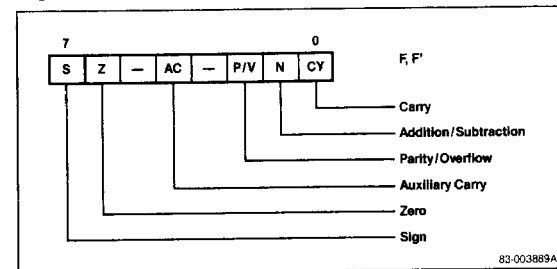 7 0
S Z — AC — P/V N CY
F, F'
Carry
Addition/Subtraction
Parity/Overflow
Auxiliary Carry
Zero
Sign
83-003889A